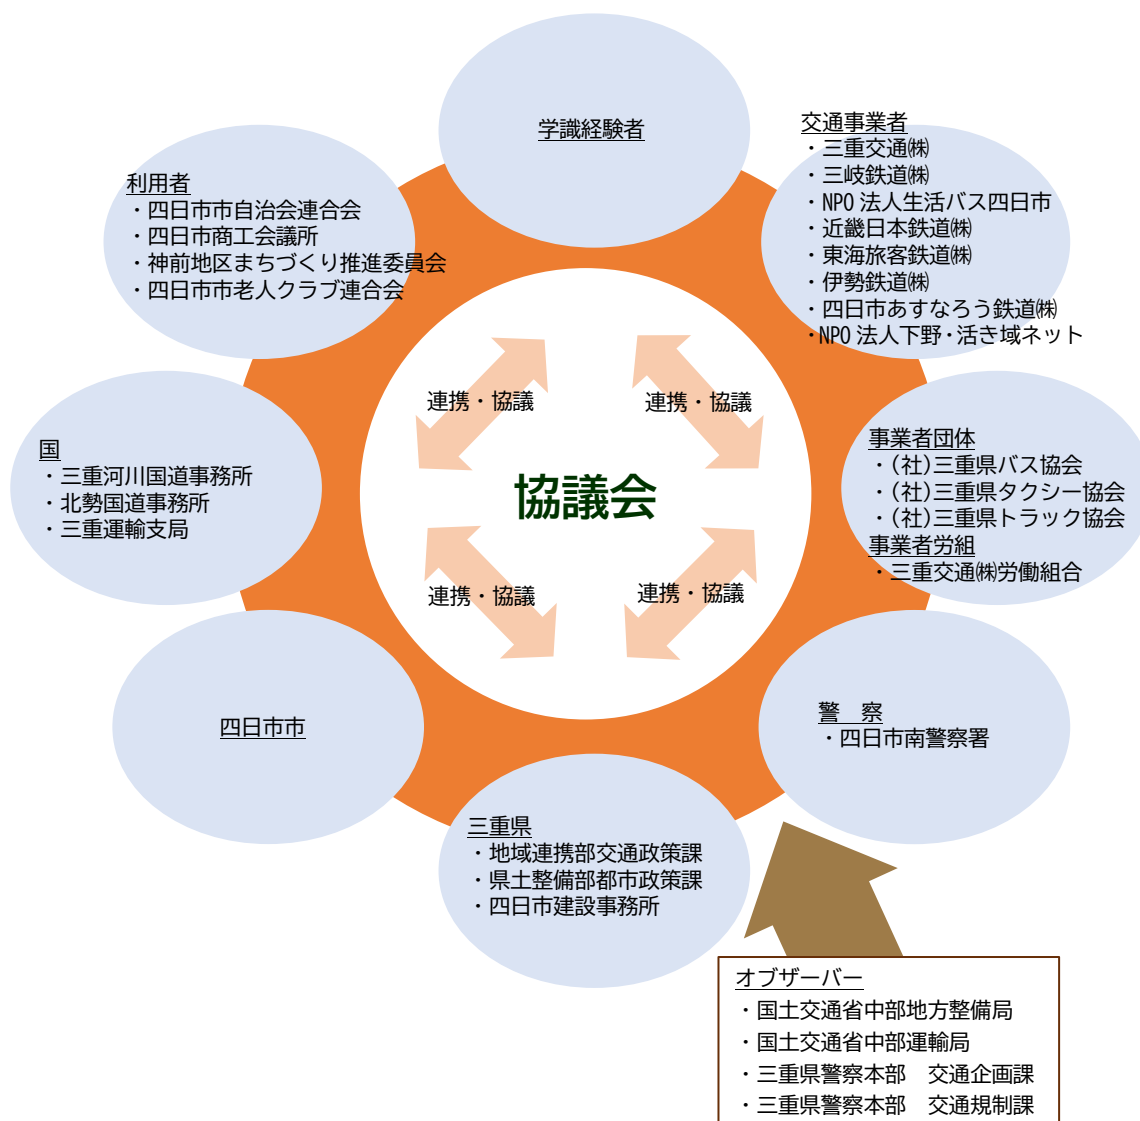 学識経験者
交通事業者
・三重交通㈱
・三岐鉄道㈱
・NPO法人生活バス四日市
・近畿日本鉄道㈱
・東海旅客鉄道㈱
・伊勢鉄道㈱
・四日市あすなろう鉄道㈱
・NPO法人下野・活き域ネット
利用者
・四日市市自治会連合会
・四日市商工会議所
・神前地区まちづくり推進委員会
・四日市市老人クラブ連合会
連携・協議
連携・協議
国
・三重河川国道事務所
・北勢国道事務所
・三重運輸支局
協議会
事業者団体
・(社)三重県バス協会
・(社)三重県タクシー協会
・(社)三重県トラック協会
事業者労組
・三重交通㈱労働組合
連携・協議
連携・協議
四日市市
警　察
・四日市南警察署
三重県
・地域連携部交通政策課
・県土整備部都市政策課
・四日市建設事務所
オブザーバー
・国土交通省中部地方整備局
・国土交通省中部運輸局
・三重県警察本部　交通企画課
・三重県警察本部　交通規制課